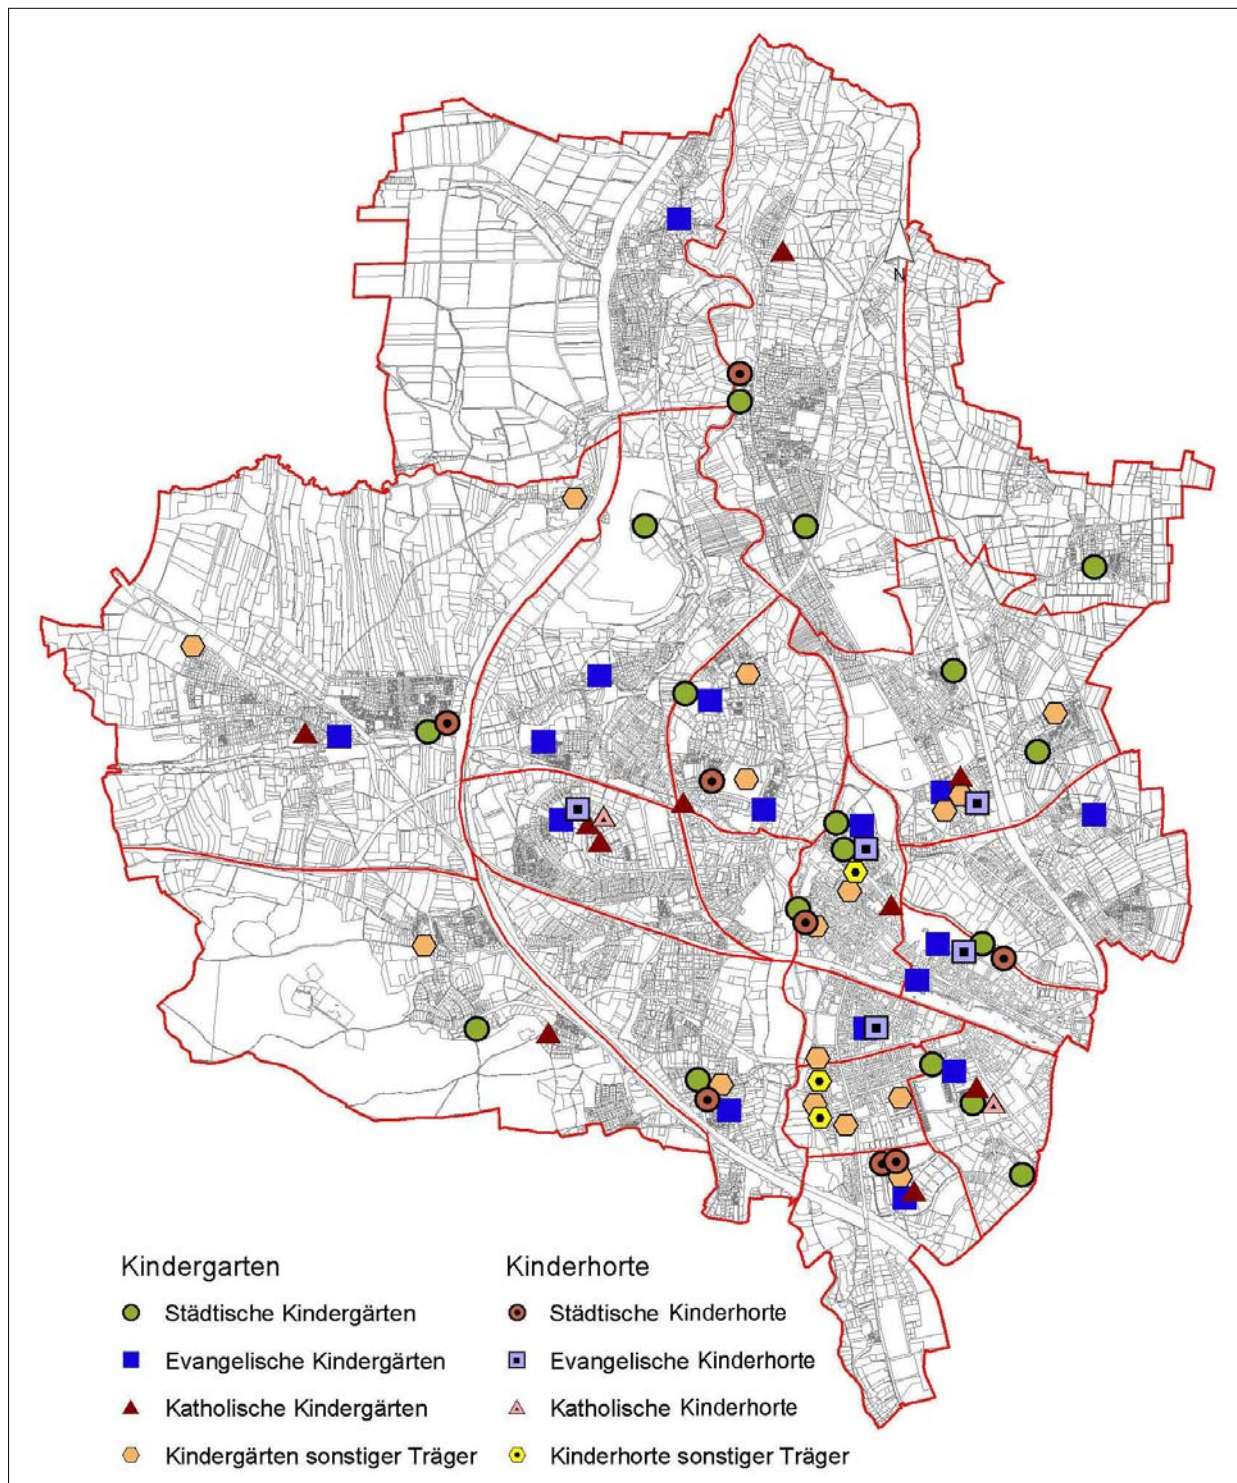 N
Kindergarten
Städtische Kindergärten
Evangelische Kindergärten
Katholische Kindergärten
Kindergärten sonstiger Träger
Kinderhorte
Städtische Kinderhorte
Evangelische Kinderhorte
Katholische Kinderhorte
Kinderhorte sonstiger Träger